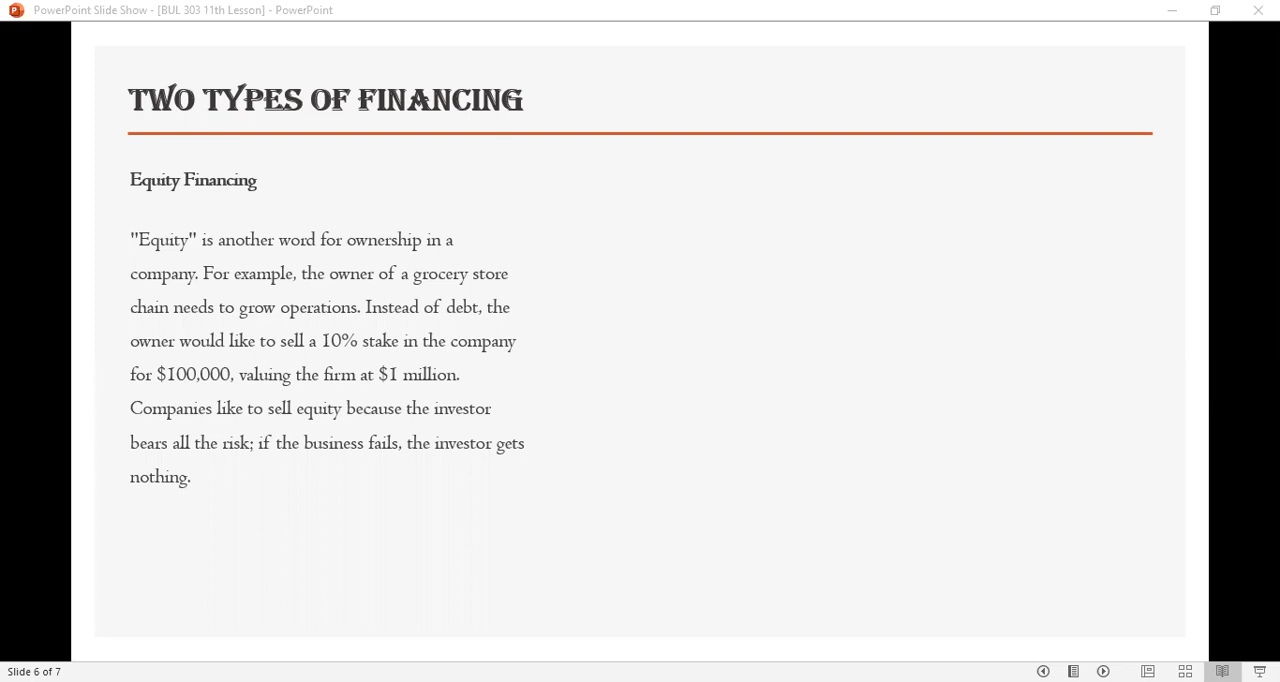 PowerPoint Slide Show - [BUL 303 11th Lesson] - PowerPoint
TWO TYPES OF FINANCING
Equity Financing
"Equity" is another word for ownership in a
company. For example, the owner of a grocery store
chain needs to grow operations. Instead of debt, the
owner would like to sell a 10% stake in the company
for $100,000, valuing the firm at $1 million.
Companies like to sell equity because the investor
bears all the risk; if the business fails, the investor gets
nothing.
Slide 6 of 7